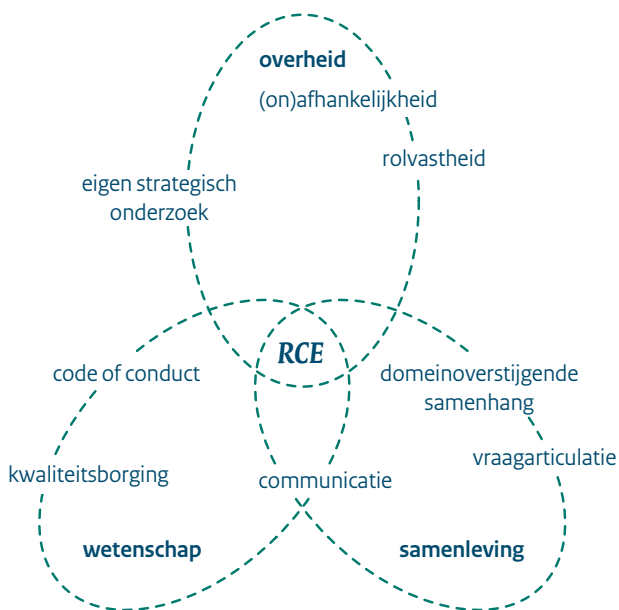 overheid
(on)afhankelijkheid
rolvastheid
eigen strategisch
onderzoek
RCE
code of conduct
domeinoverstijgende
samenhang
kwaliteitsborging
communicatie
vraagarticulatie
wetenschap
samenleving